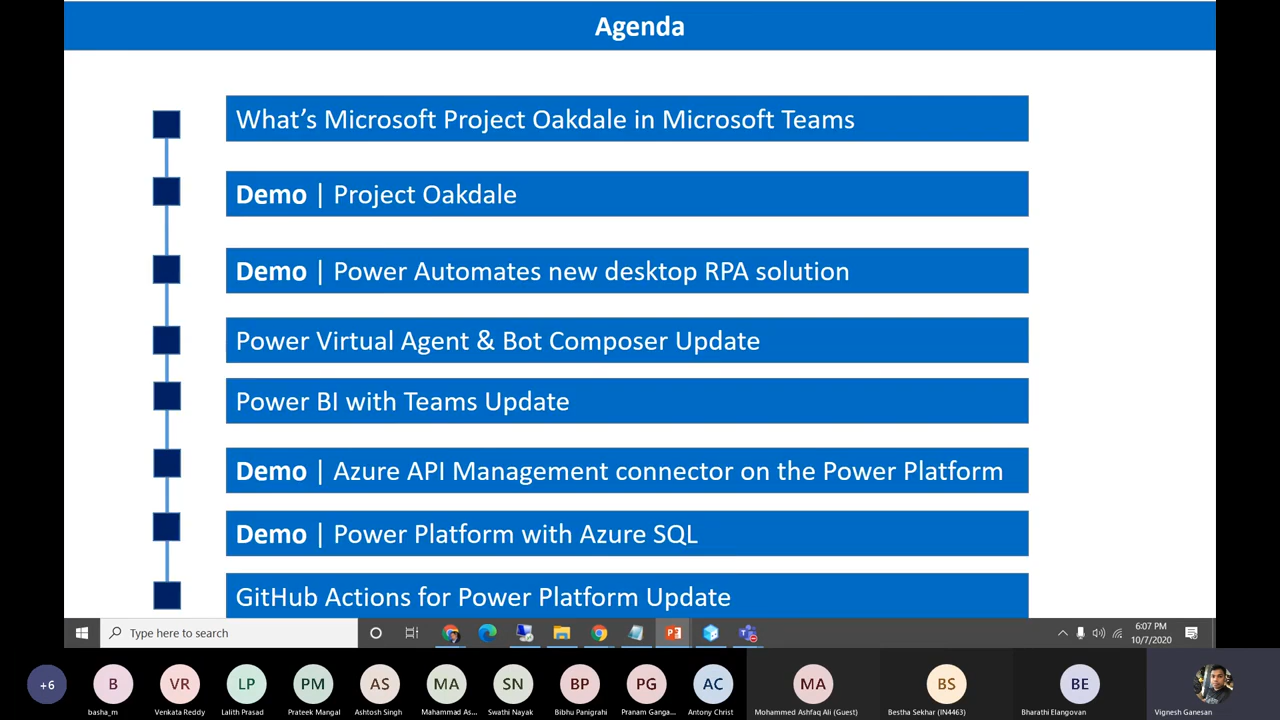 Agenda
What's Microsoft Project Oakdale in Microsoft Teams
Demo | Project Oakdale
Demo | Power Automates new desktop RPA solution
Power Virtual Agent & Bot Composer Update
Power BI with Teams Update
Demo | Azure API Management connector on the Power Platform
Demo | Power Platform with Azure SQL
GitHub Actions for Power Platform Update
Type here to search
6:07 PM
10/7/2020
+6
B
VR
LP
PM
AS
MA
SN
BP
PG
AC
MA
BS
BE
basha_m
Venkata Reddy
Lalith Prasad
Prateek Mangal
Ashtosh Singh
Mahammad As...
Swathi Nayak
Bibhu Panigrahi
Pranam Ganga...
Antony Christ
Mohammed Ashfaq Ali (Guest)
Bestha Sekhar (IN4463)
Bharathi Elangovan
Vignesh Ganesan